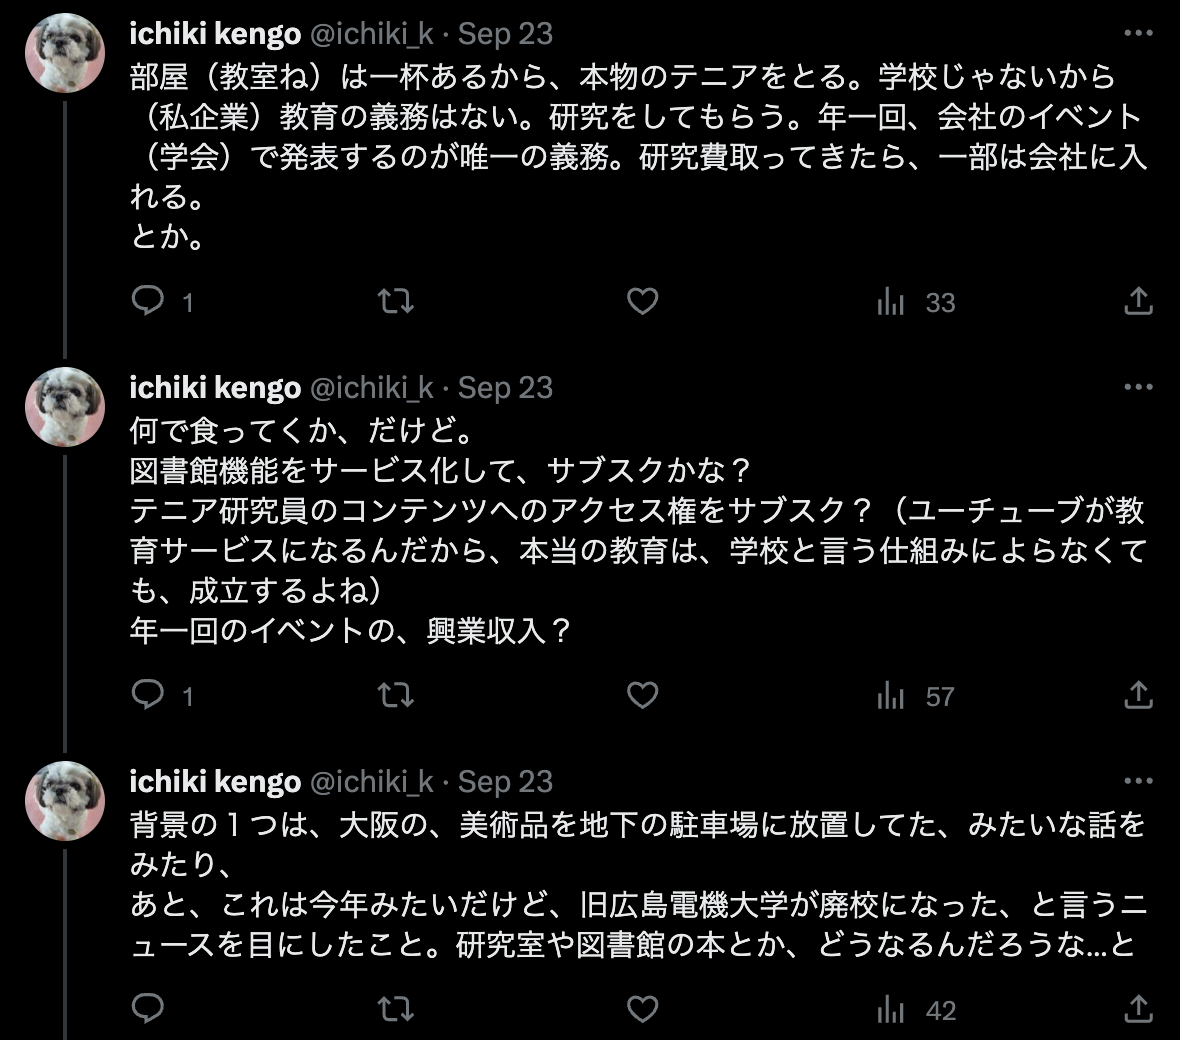 ichiki kengo @ichiki_k · Sep 23
部屋（教室ね）は一杯あるから、本物のテニアをとる。学校じゃないから
（私企業）教育の義務はない。研究をしてもらう。年一回、会社のイベント
（学会）で発表するのが唯一の義務。研究費取ってきたら、一部は会社に入
れる。
とか。
1
33
ichiki kengo @ichiki_k · Sep 23
何で食ってくか、だけど。
図書館機能をサービス化して、サブスクかな？
テニア研究員のコンテンツへのアクセス権をサブスク？（ユーチューブが教
育サービスになるんだから、本当の教育は、学校と言う仕組みによらなくて
も、成立するよね）
年一回のイベントの、興業収入？
1
57
ichiki kengo @ichiki_k · Sep 23
背景の１つは、大阪の、美術品を地下の駐車場に放置してた、みたいな話を
みたり、
あと、これは今年みたいだけど、旧広島電機大学が廃校になった、と言うニ
ュースを目にしたこと。研究室や図書館の本とか、どうなるんだろうな...と
42